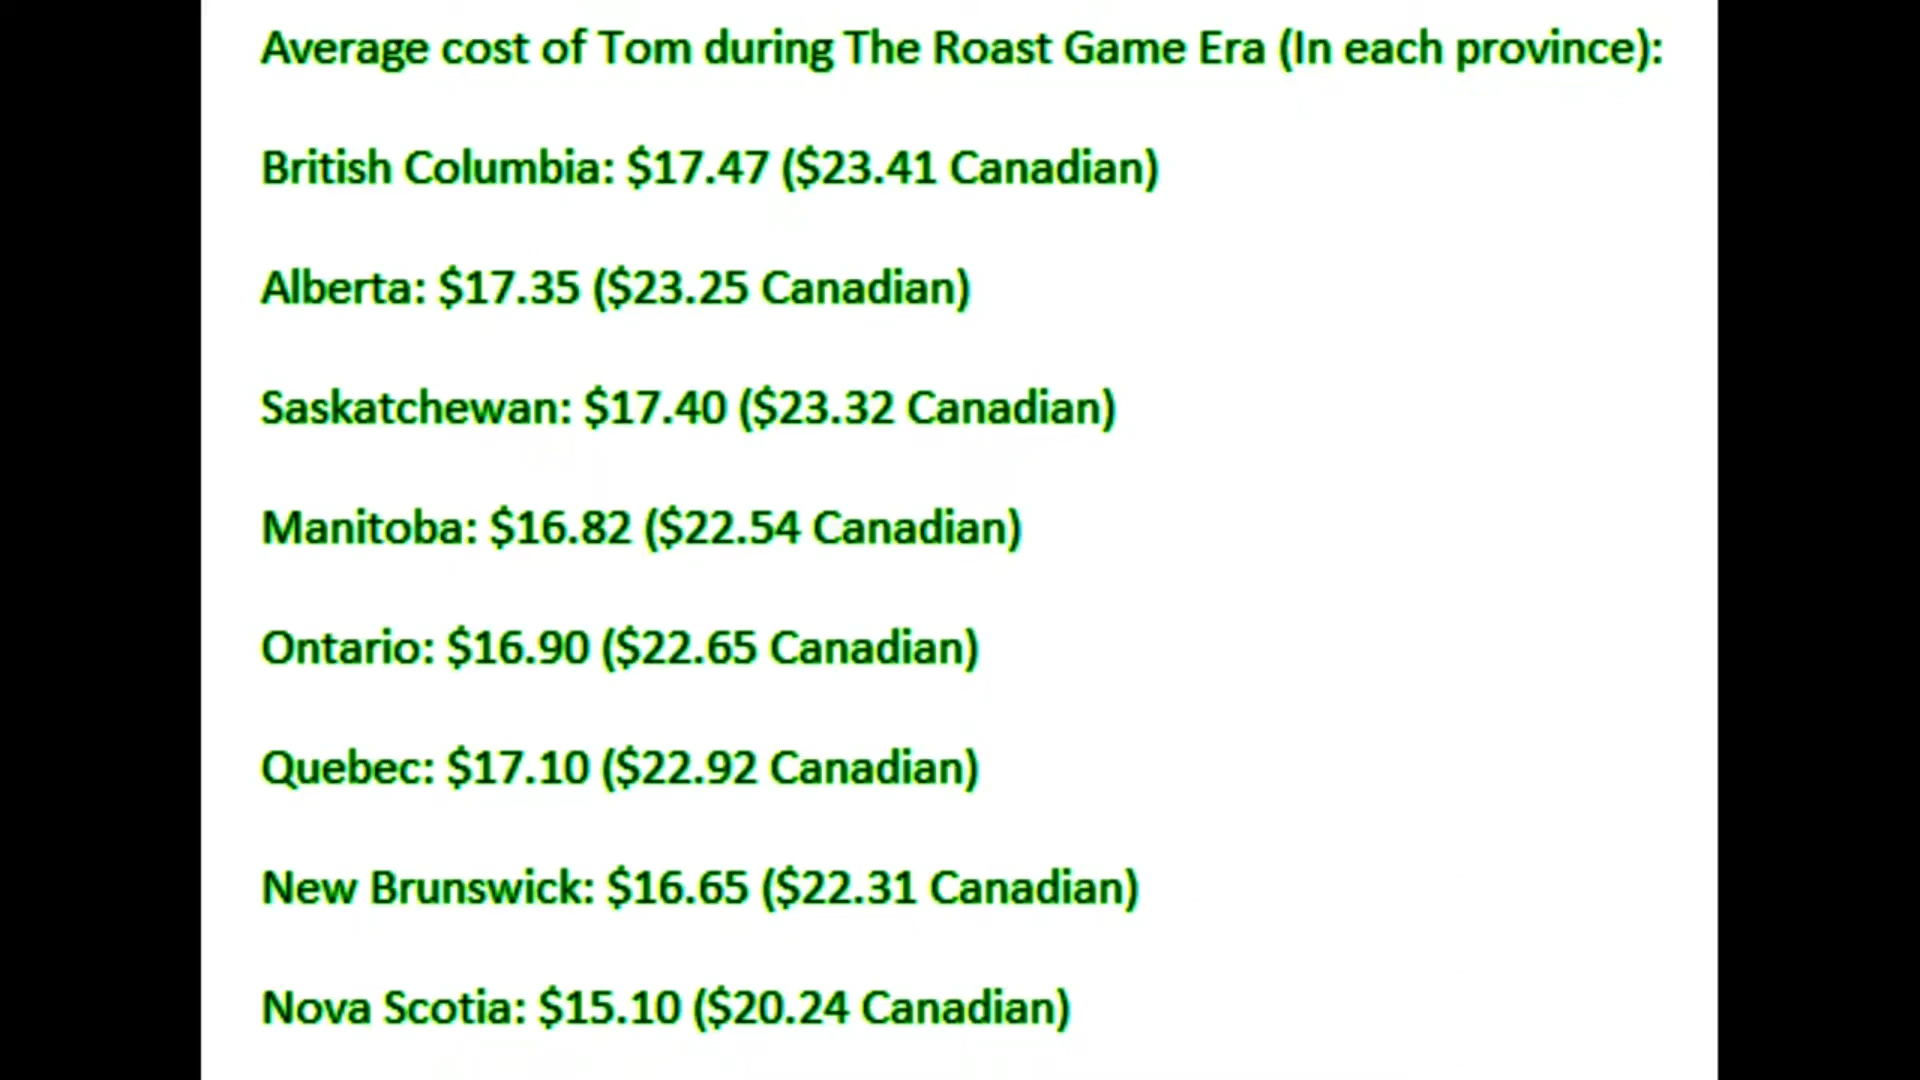 Average cost of Tom during The Roast Game Era (In each province):
British Columbia: $17.47 ($23.41 Canadian)
Alberta: $17.35 ($23.25 Canadian)
Saskatchewan: $17.40 ($23.32 Canadian)
Manitoba: $16.82 ($22.54 Canadian)
Ontario: $16.90 ($22.65 Canadian)
Quebec: $17.10 ($22.92 Canadian)
New Brunswick: $16.65 ($22.31 Canadian)
Nova Scotia: $15.10 ($20.24 Canadian)